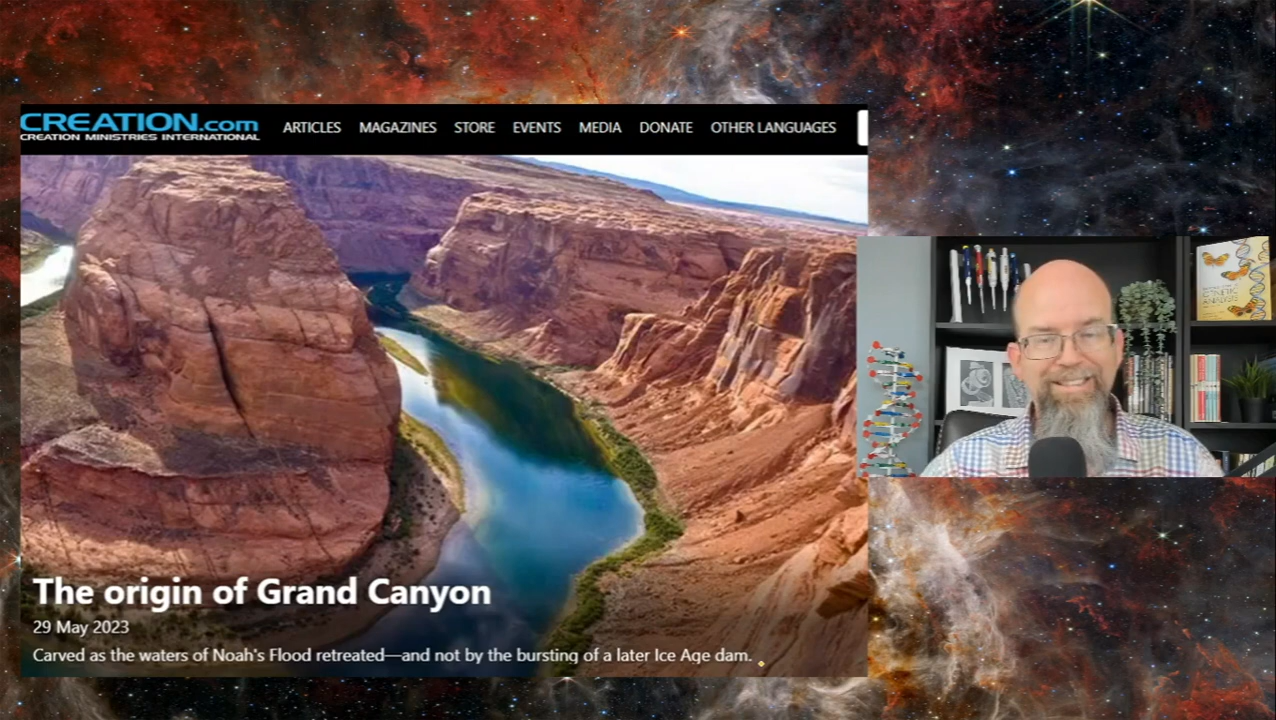 CREATION.com
CREATION MINISTRIES INTERNATIONAL
ARTICLES MAGAZINES STORE EVENTS MEDIA DONATE OTHER LANGUAGES
The origin of Grand Canyon
29 May 2023
Carved as the waters of Noah's Flood retreated—and not by the bursting of a later Ice Age dam.